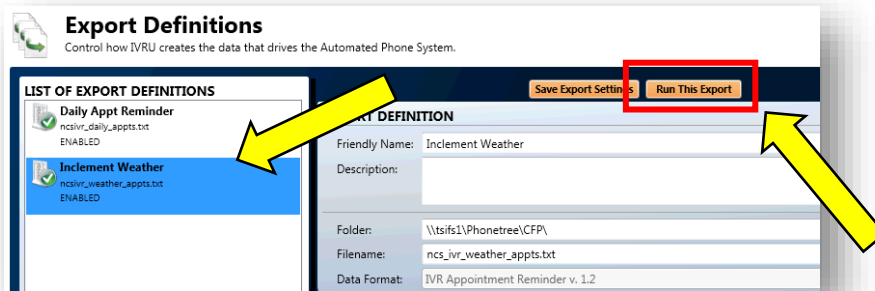 Export Definitions
Control how IVRU creates the data that drives the Automated Phone System.
LIST OF EXPORT DEFINITIONS
Daily Appt Reminder
ncsivr_daily_appts.txt
ENABLED
Inclement Weather
ncsivr_weather_appts.txt
ENABLED
Save Export Settings
Run This Export
RT DEFINITION
Friendly Name: Inclement Weather
Description:
Folder: \\tsifs1\Phonetree\CFP\
Filename: ncs_ivr_weather_appts.txt
Data Format: IVR Appointment Reminder v. 1.2